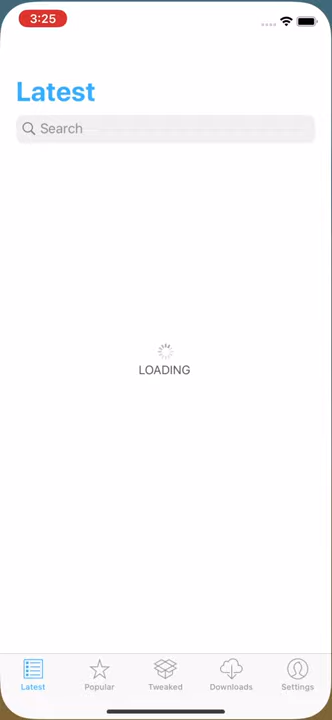 3:25
Latest
Search
LOADING
Latest
Popular
Tweaked
Downloads
Settings